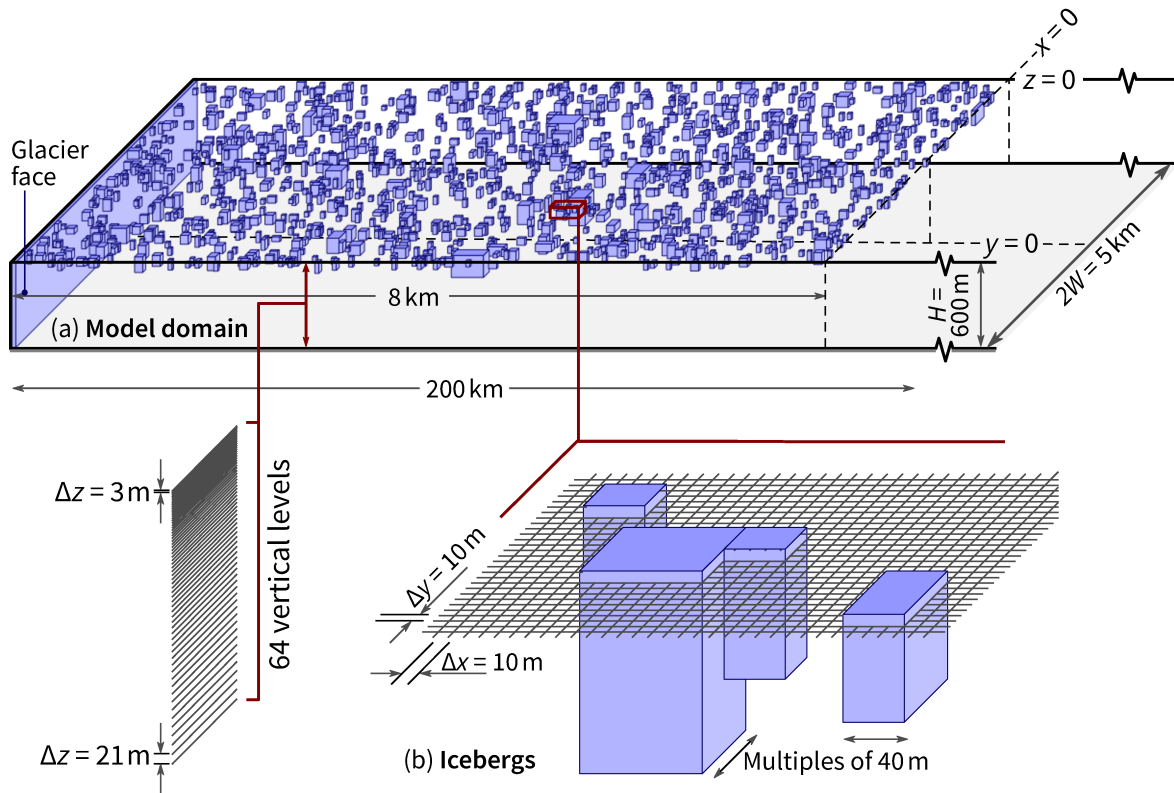 x = 0
z = 0
Glacier
face
y = 0
2W = 5 km
8 km
H =
600 m
(a) Model domain
200 km
Δz = 3 m
64 vertical levels
Δy = 10 m
Δx = 10 m
Δz = 21 m
(b) Icebergs
Multiples of 40 m